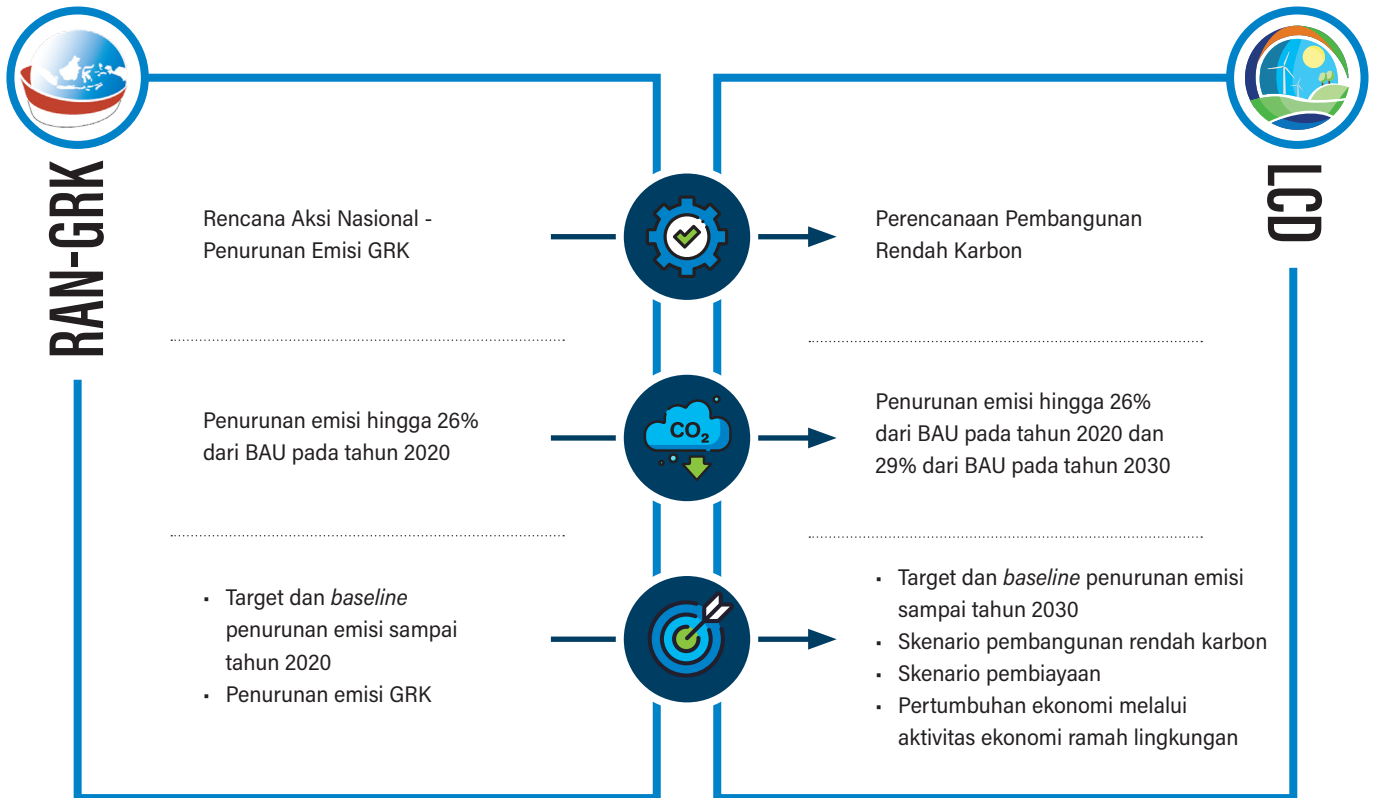 RAN-GRK
LCD
Rencana Aksi Nasional -
Penurunan Emisi GRK
Perencanaan Pembangunan
Rendah Karbon
Penurunan emisi hingga 26%
dari BAU pada tahun 2020
CO₂
Penurunan emisi hingga 26%
dari BAU pada tahun 2020 dan
29% dari BAU pada tahun 2030
▪ Target dan baseline
penurunan emisi sampai
tahun 2020
▪ Penurunan emisi GRK
▪ Target dan baseline penurunan emisi
sampai tahun 2030
▪ Skenario pembangunan rendah karbon
▪ Skenario pembiayaan
▪ Pertumbuhan ekonomi melalui
aktivitas ekonomi ramah lingkungan